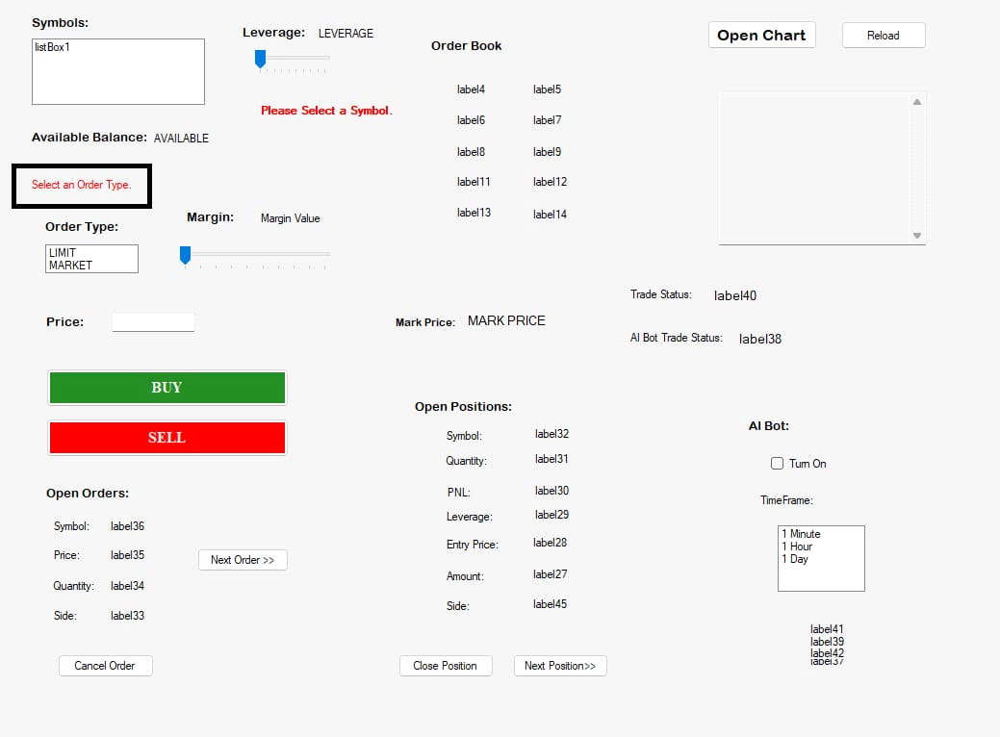 Symbols:
listBox1
Leverage: LEVERAGE
Please Select a Symbol.
Order Book
Open Chart
Reload
label4 label5
label6 label7
label8 label9
label11 label12
label13 label14
Available Balance: AVAILABLE
Select an Order Type.
Order Type:
LIMIT
MARKET
Margin: Margin Value
Price:
Mark Price: MARK PRICE
Trade Status: label40
AI Bot Trade Status: label38
BUY
SELL
Open Orders:
Symbol: label36
Price: label35
Quantity: label34
Side: label33
Next Order >>
Cancel Order
Open Positions:
Symbol: label32
Quantity: label31
PNL: label30
Leverage: label29
Entry Price: label28
Amount: label27
Side: label45
Close Position
Next Position>>
AI Bot:
Turn On
TimeFrame:
1 Minute
1 Hour
1 Day
label41
label39
label42
label37